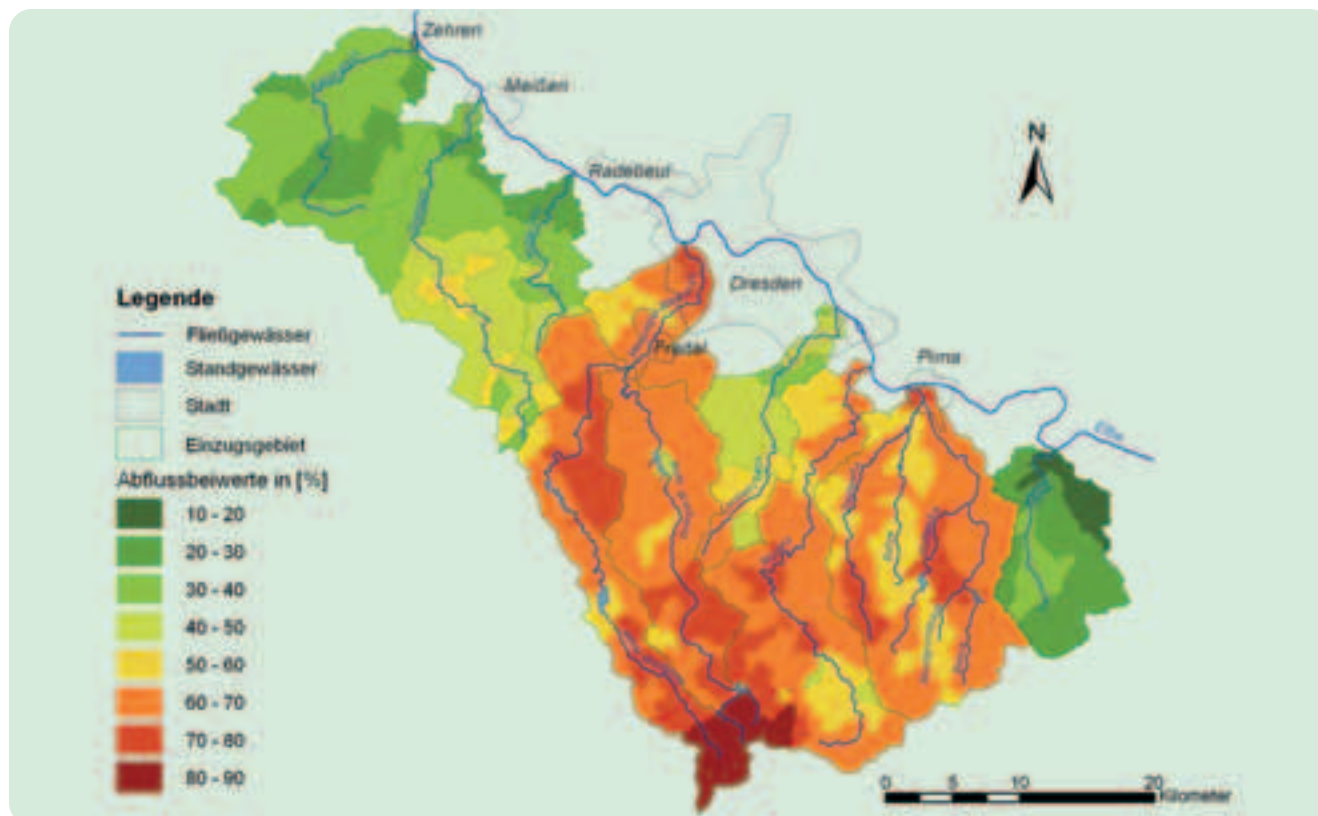 Zehren
Meißen
Radebeul
N
Dresden
Freital
Pirna
Elbe
Legende
Fließgewässer
Standgewässer
Stadt
Einzugsgebiet
Abflussbeiwerte in [%]
10 - 20
20 - 30
30 - 40
40 - 50
50 - 60
60 - 70
70 - 80
80 - 90
0 5 10 20
Kilometer